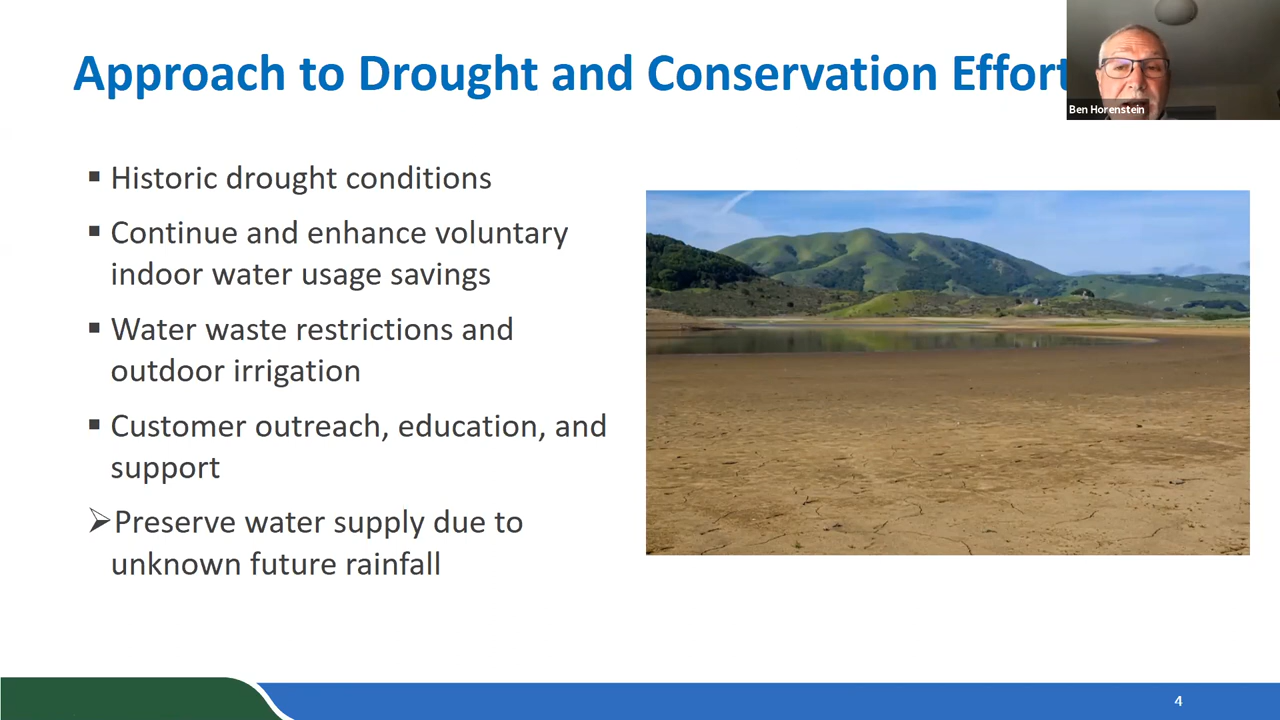 Approach to Drought and Conservation Effort
Ben Horenstein
▪ Historic drought conditions
▪ Continue and enhance voluntary
indoor water usage savings
▪ Water waste restrictions and
outdoor irrigation
▪ Customer outreach, education, and
support
➢Preserve water supply due to
unknown future rainfall
4